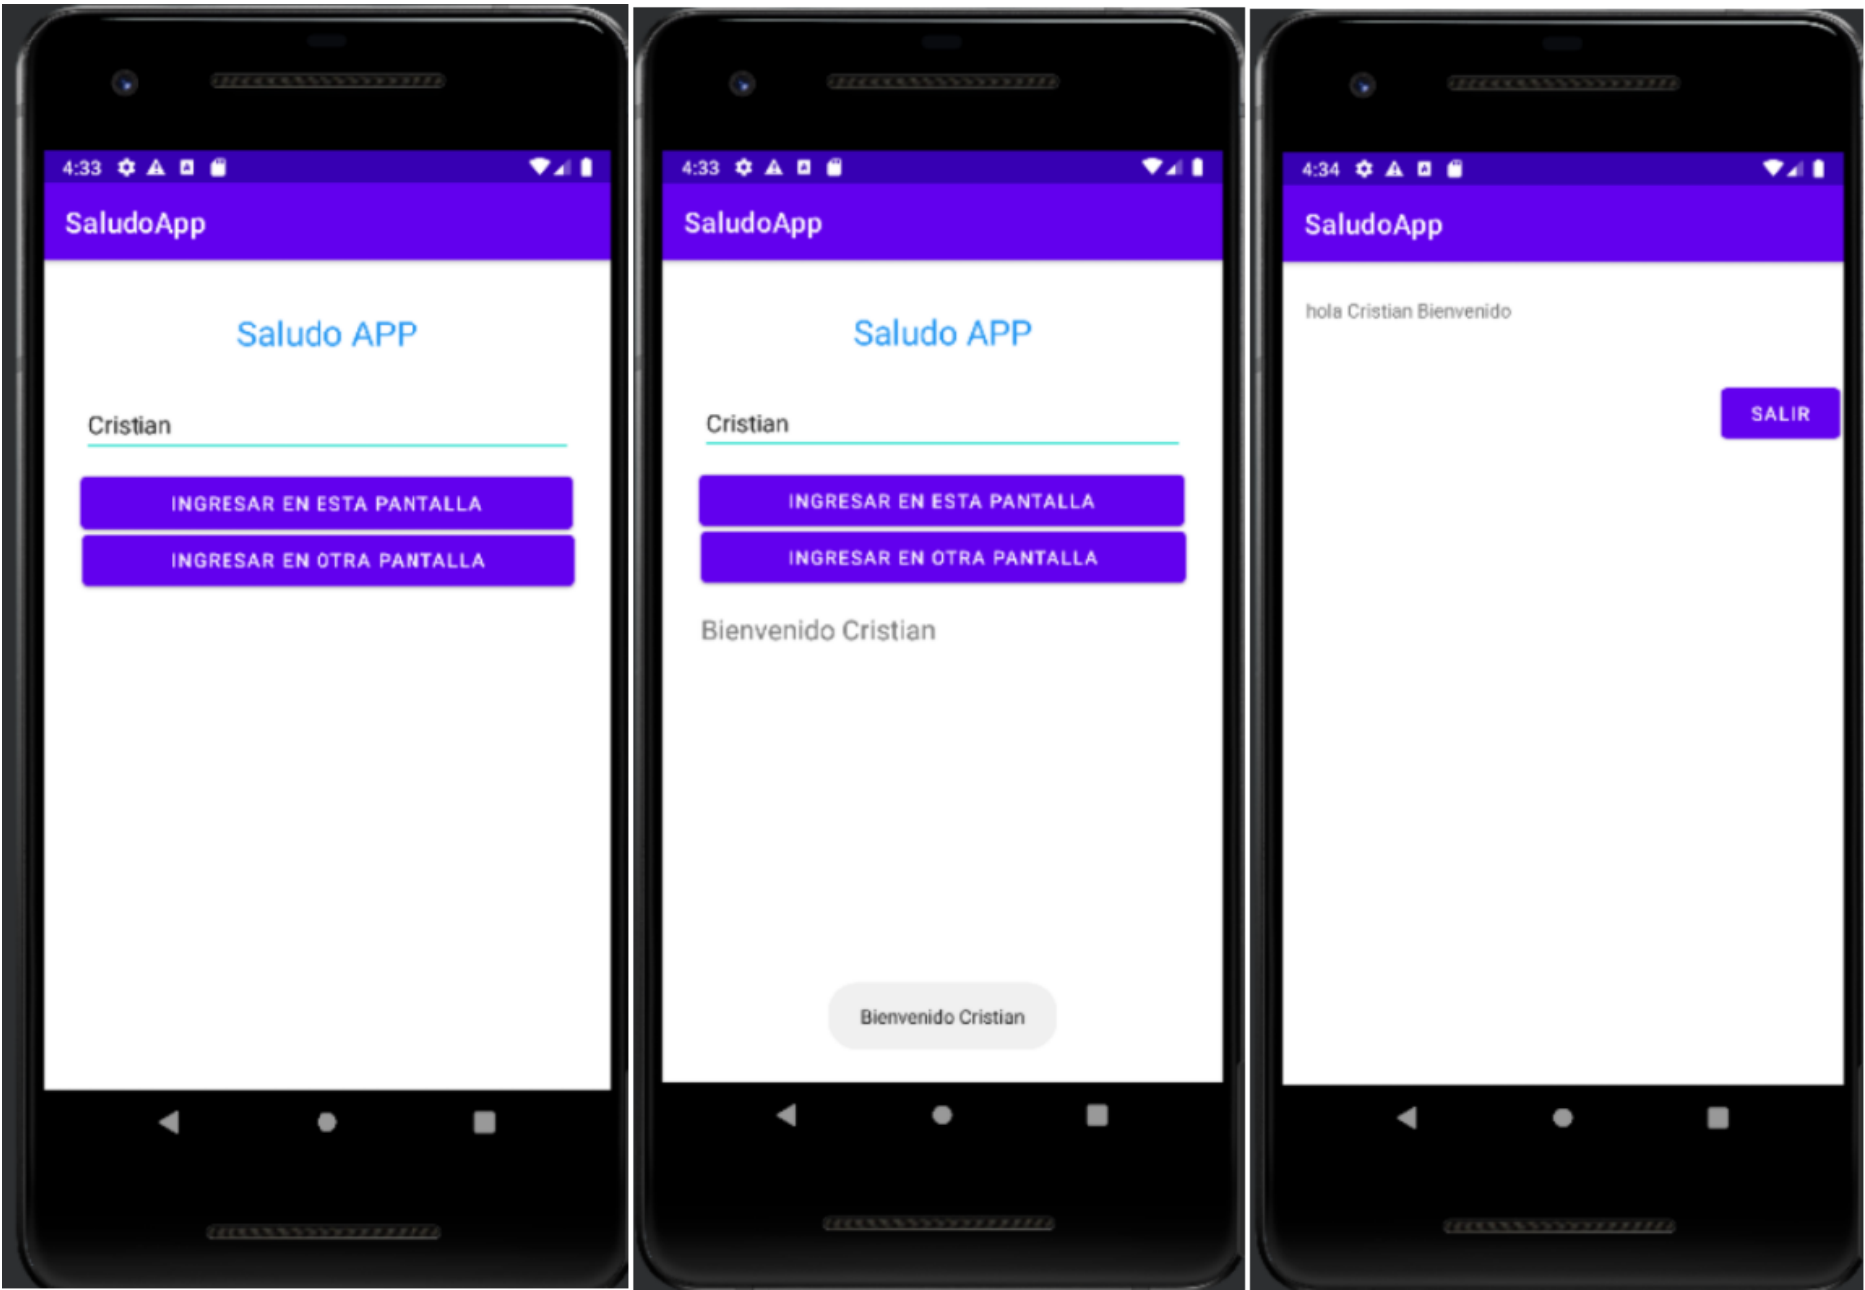 4:33
SaludoApp
Saludo APP
Cristian
INGRESAR EN ESTA PANTALLA
INGRESAR EN OTRA PANTALLA
4:33
SaludoApp
Saludo APP
Cristian
INGRESAR EN ESTA PANTALLA
INGRESAR EN OTRA PANTALLA
Bienvenido Cristian
Bienvenido Cristian
4:34
SaludoApp
hola Cristian Bienvenido
SALIR